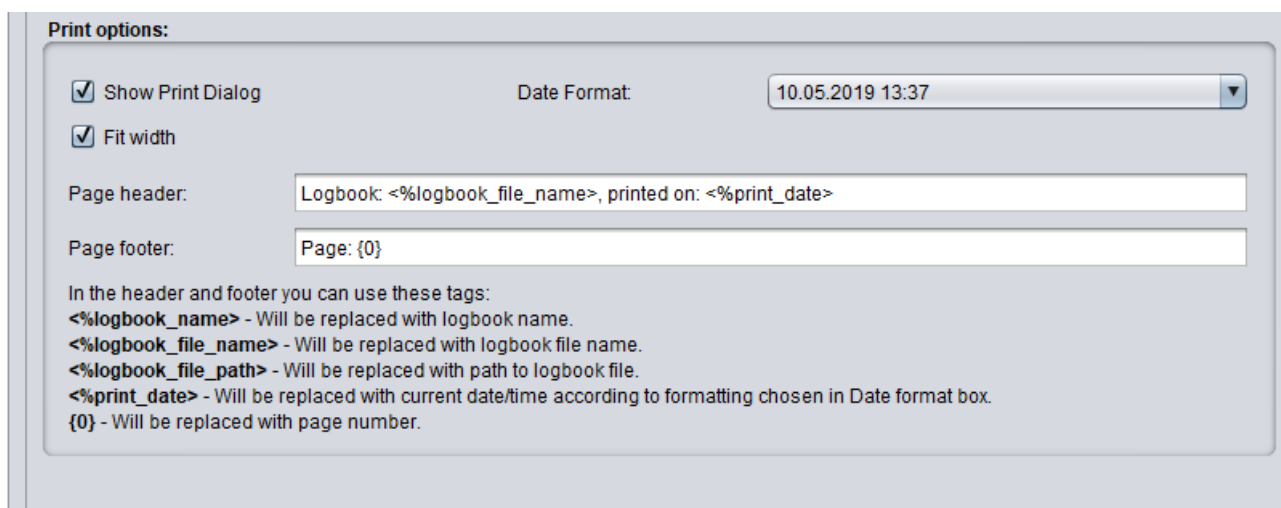 Print options:
Show Print Dialog
Date Format:
10.05.2019 13:37
Fit width
Page header:
Logbook: <%logbook_file_name>, printed on: <%print_date>
Page footer:
Page: {0}
In the header and footer you can use these tags:
<%logbook_name> - Will be replaced with logbook name.
<%logbook_file_name> - Will be replaced with logbook file name.
<%logbook_file_path> - Will be replaced with path to logbook file.
<%print_date> - Will be replaced with current date/time according to formatting chosen in Date format box.
{0} - Will be replaced with page number.